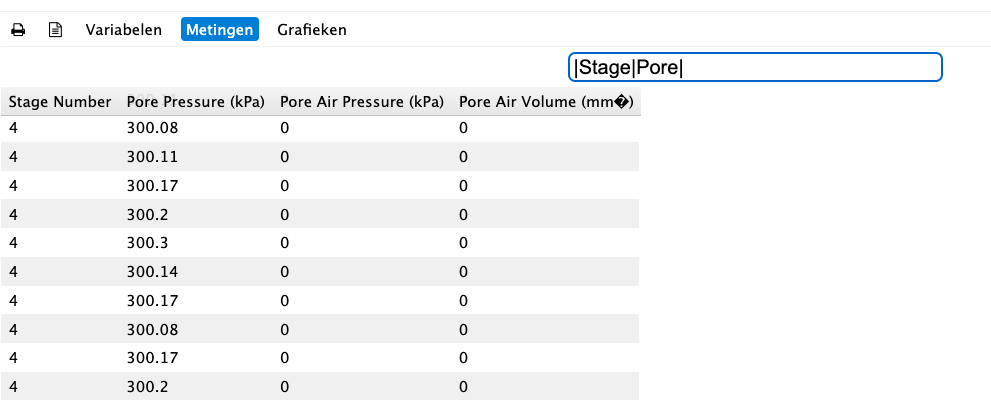 Variabelen Metingen Grafieken
|Stage|Pore|
Stage Number Pore Pressure (kPa) Pore Air Pressure (kPa) Pore Air Volume (mm�)
4 300.08 0 0
4 300.11 0 0
4 300.17 0 0
4 300.2 0 0
4 300.3 0 0
4 300.14 0 0
4 300.17 0 0
4 300.08 0 0
4 300.17 0 0
4 300.2 0 0